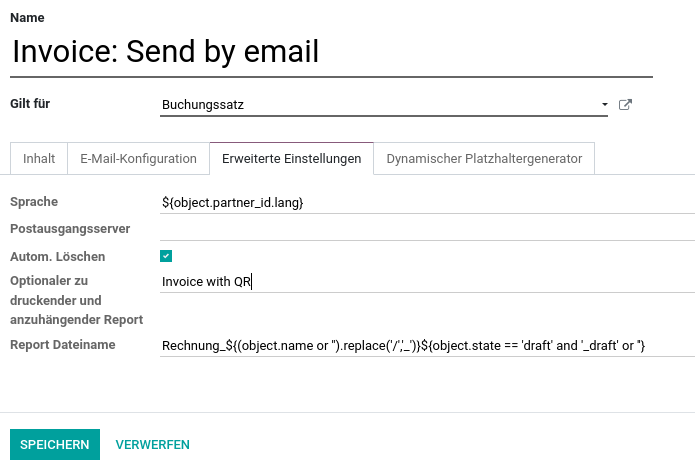 Name
Invoice: Send by email
Gilt für
Buchungssatz
Inhalt
E-Mail-Konfiguration
Erweiterte Einstellungen
Dynamischer Platzhaltergenerator
Sprache
${object.partner_id.lang}
Postausgangsserver
Autom. Löschen
Optionaler zu
druckender und
anzuhängender Report
Invoice with QR
Report Dateiname
Rechnung_${(object.name or '').replace('/','_')}${object.state == 'draft' and '_draft' or ''}
SPEICHERN
VERWERFEN